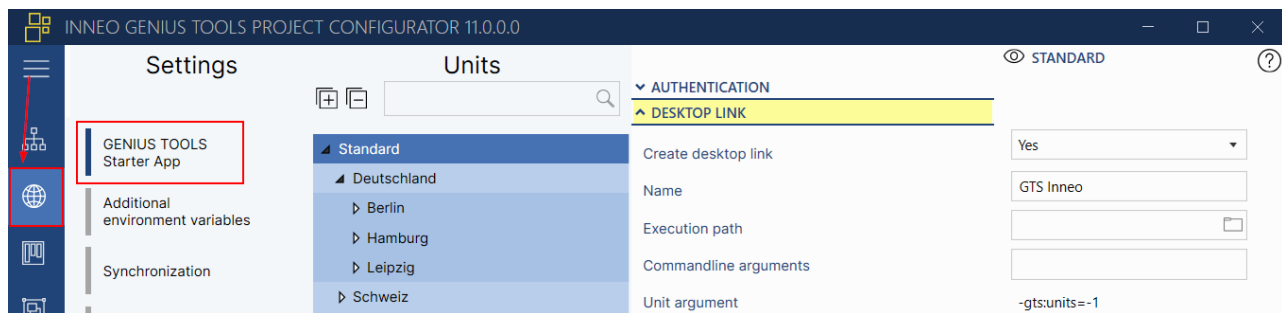 INNEO GENIUS TOOLS PROJECT CONFIGURATOR 11.0.0.0
Settings
GENIUS TOOLS
Starter App
Additional
environment variables
Synchronization
Units
Standard
Deutschland
Berlin
Hamburg
Leipzig
Schweiz
STANDARD
AUTHENTICATION
DESKTOP LINK
Create desktop link
Yes
Name
GTS Inneo
Execution path
Commandline arguments
Unit argument
-gts:units=-1